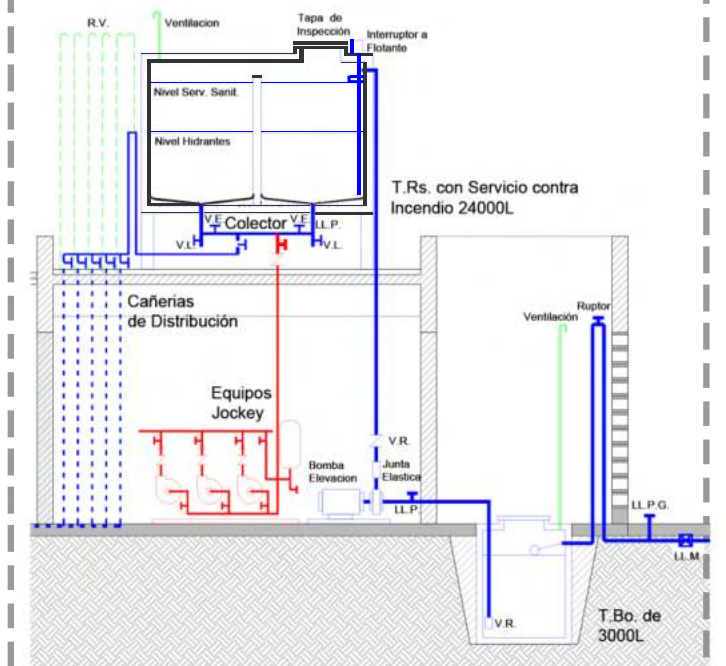 R.V.
Ventilacion
Tapa de
Inspección
Interruptor a
Flotante
Nivel Serv. Sanit.
Nivel Hidrantes
T.Rs. con Servicio contra
Incendio 24000L
V.E.
Colector
V.E.
LL.P.
V.L.
V.L.
Cañerias
de Distribución
Ruptor
Ventilación
Equipos
Jockey
V.R.
Bomba
Elevacion
Junta
Elastica
LL.P.
LL.P.G.
LL.M.
V.R.
T.Bo. de
3000L